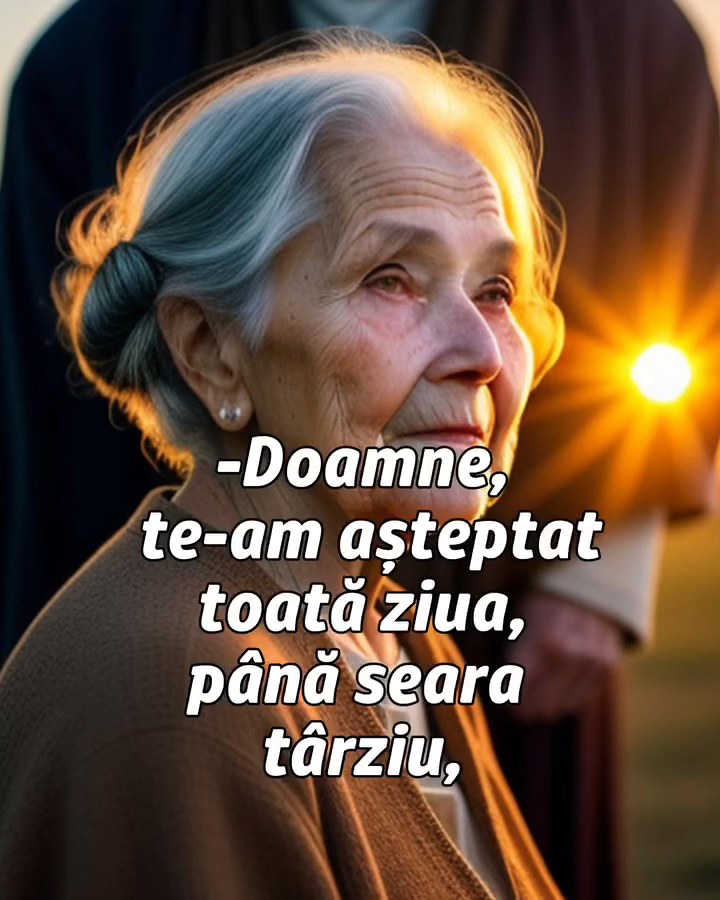 -Doamne,
te-am așteptat
toată ziua,
până seara
târziu,